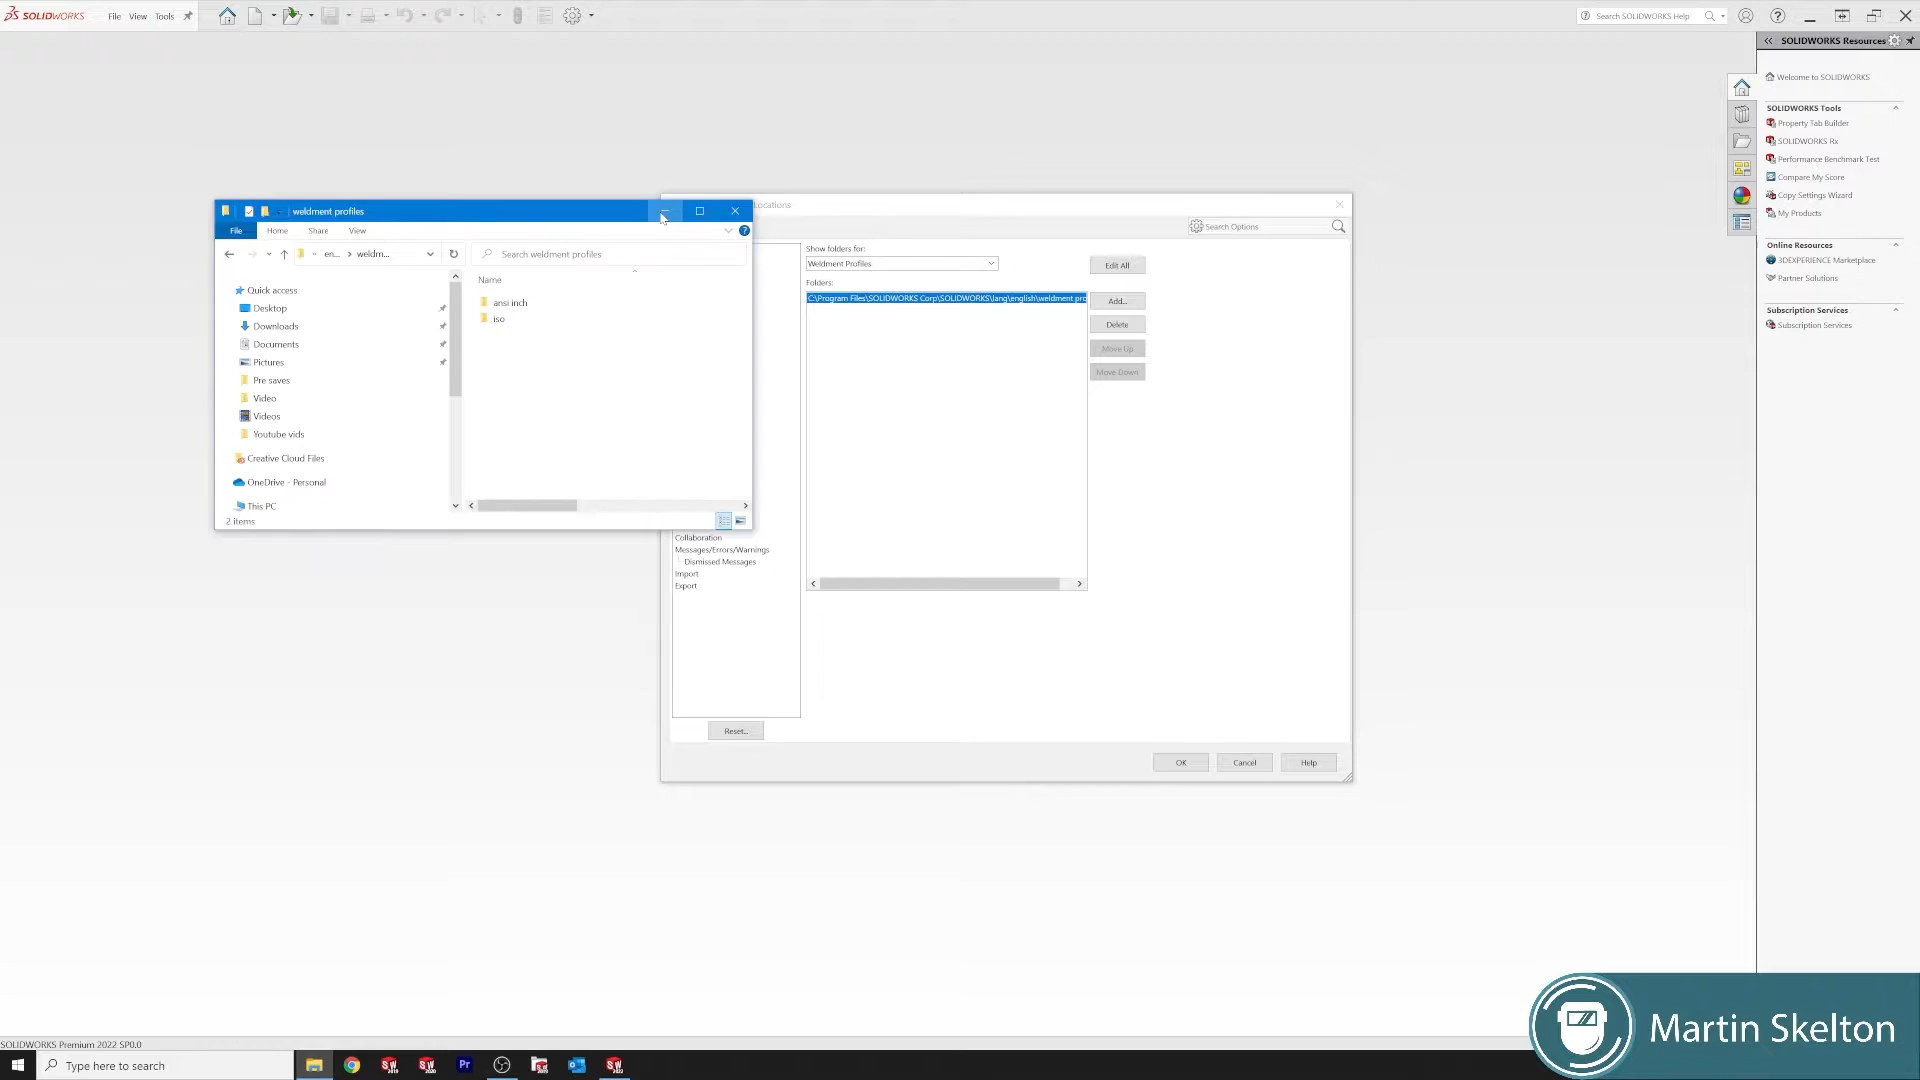 SOLIDWORKS File View Tools
Search SOLIDWORKS Help
SOLIDWORKS Resources
Welcome to SOLIDWORKS
SOLIDWORKS Tools
Property Tab Builder
SOLIDWORKS Rx
Performance Benchmark Test
Compare My Score
Copy Settings Wizard
My Products
Online Resources
3DEXPERIENCE Marketplace
Partner Solutions
Subscription Services
Subscription Services
weldment profiles
File Home Share View
en... weldm...
Search weldment profiles
Quick access
Desktop
Downloads
Documents
Pictures
Pre saves
Video
Videos
Youtube vids
Creative Cloud Files
OneDrive - Personal
This PC
2 items
Name
ansi inch
iso
Locations
Search Options
Show folders for:
Weldment Profiles
Edit All
Folders:
C:\Program Files\SOLIDWORKS Corp\SOLIDWORKS\lang\english\weldment pro
Add...
Delete
Move Up
Move Down
Collaboration
Messages/Errors/Warnings
Dismissed Messages
Import
Export
Reset...
OK Cancel Help
Martin Skelton
SOLIDWORKS Premium 2022 SP0.0
Type here to search